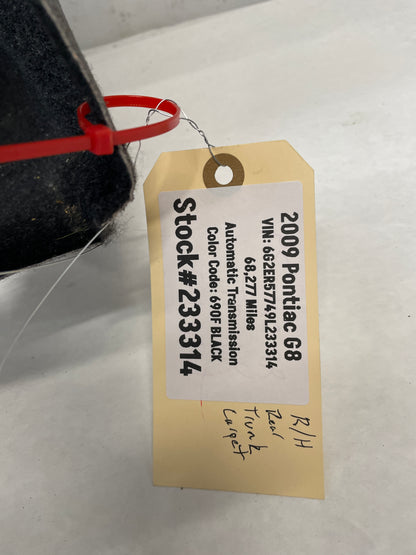 2009 Pontiac G8
VIN: 6G2ER57749L233314
68,277 Miles
Automatic Transmission
Color Code: 690F BLACK
Stock#233314
R/H
Rear
Trunk
Carpet